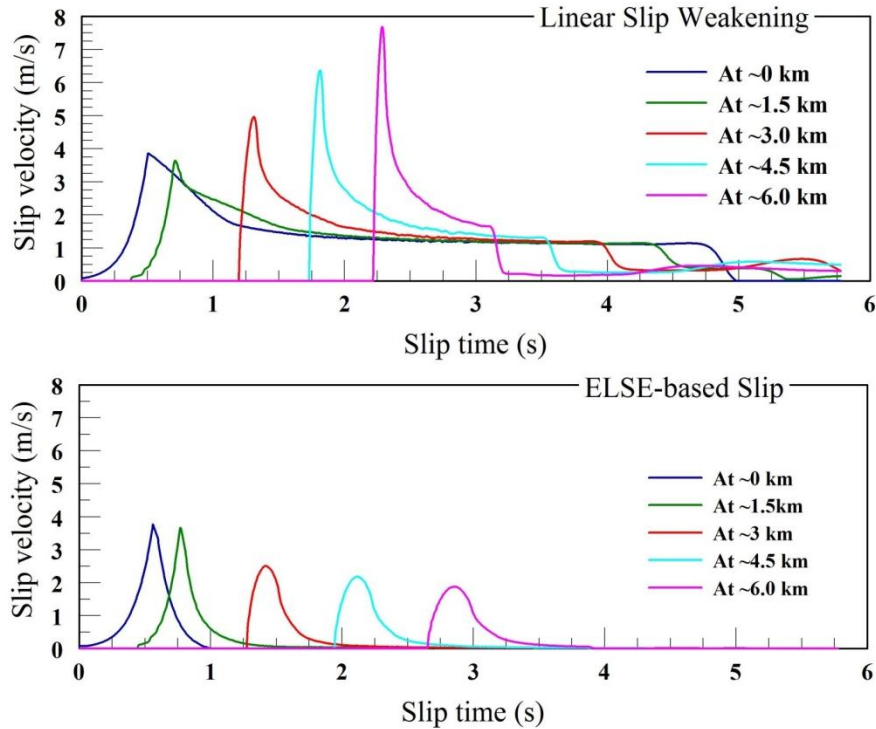 Linear Slip Weakening
8
7
6
5
4
3
2
1
0
Slip velocity (m/s)
At ~0 km
At ~1.5 km
At ~3.0 km
At ~4.5 km
At ~6.0 km
0 1 2 3 4 5 6
Slip time (s)
ELSE-based Slip
8
7
6
5
4
3
2
1
0
Slip velocity (m/s)
At ~0 km
At ~1.5km
At ~3 km
At ~4.5 km
At ~6.0 km
0 1 2 3 4 5 6
Slip time (s)